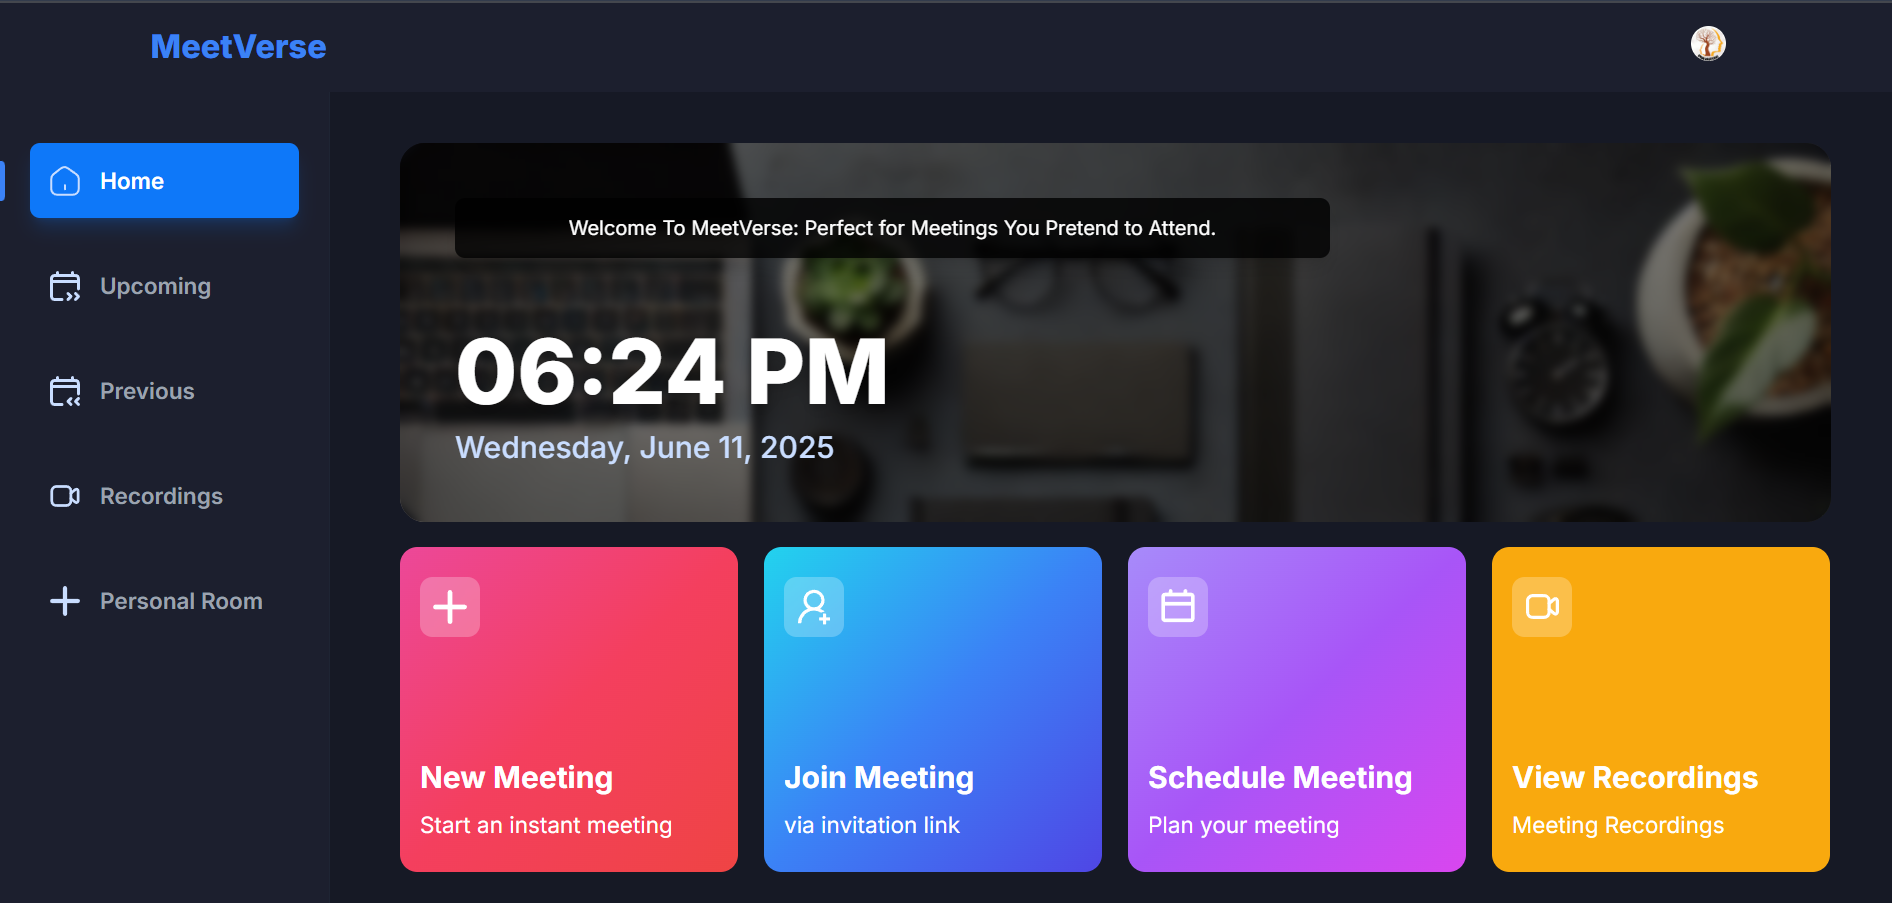 MeetVerse
Home
Upcoming
Previous
Recordings
Personal Room
Welcome To MeetVerse: Perfect for Meetings You Pretend to Attend.
06:24 PM
Wednesday, June 11, 2025
New Meeting
Start an instant meeting
Join Meeting
via invitation link
Schedule Meeting
Plan your meeting
View Recordings
Meeting Recordings